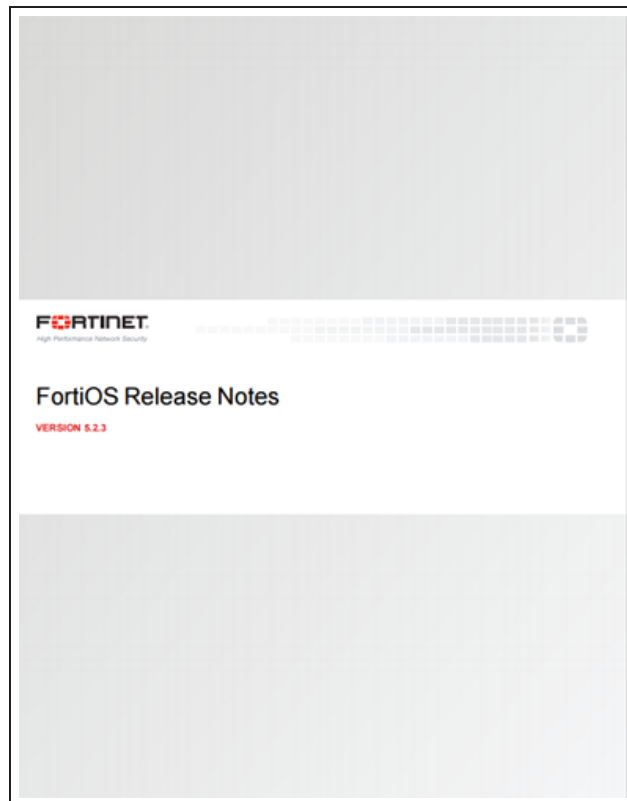 FORTINET
High Performance Network Security
FortiOS Release Notes
VERSION 5.2.3